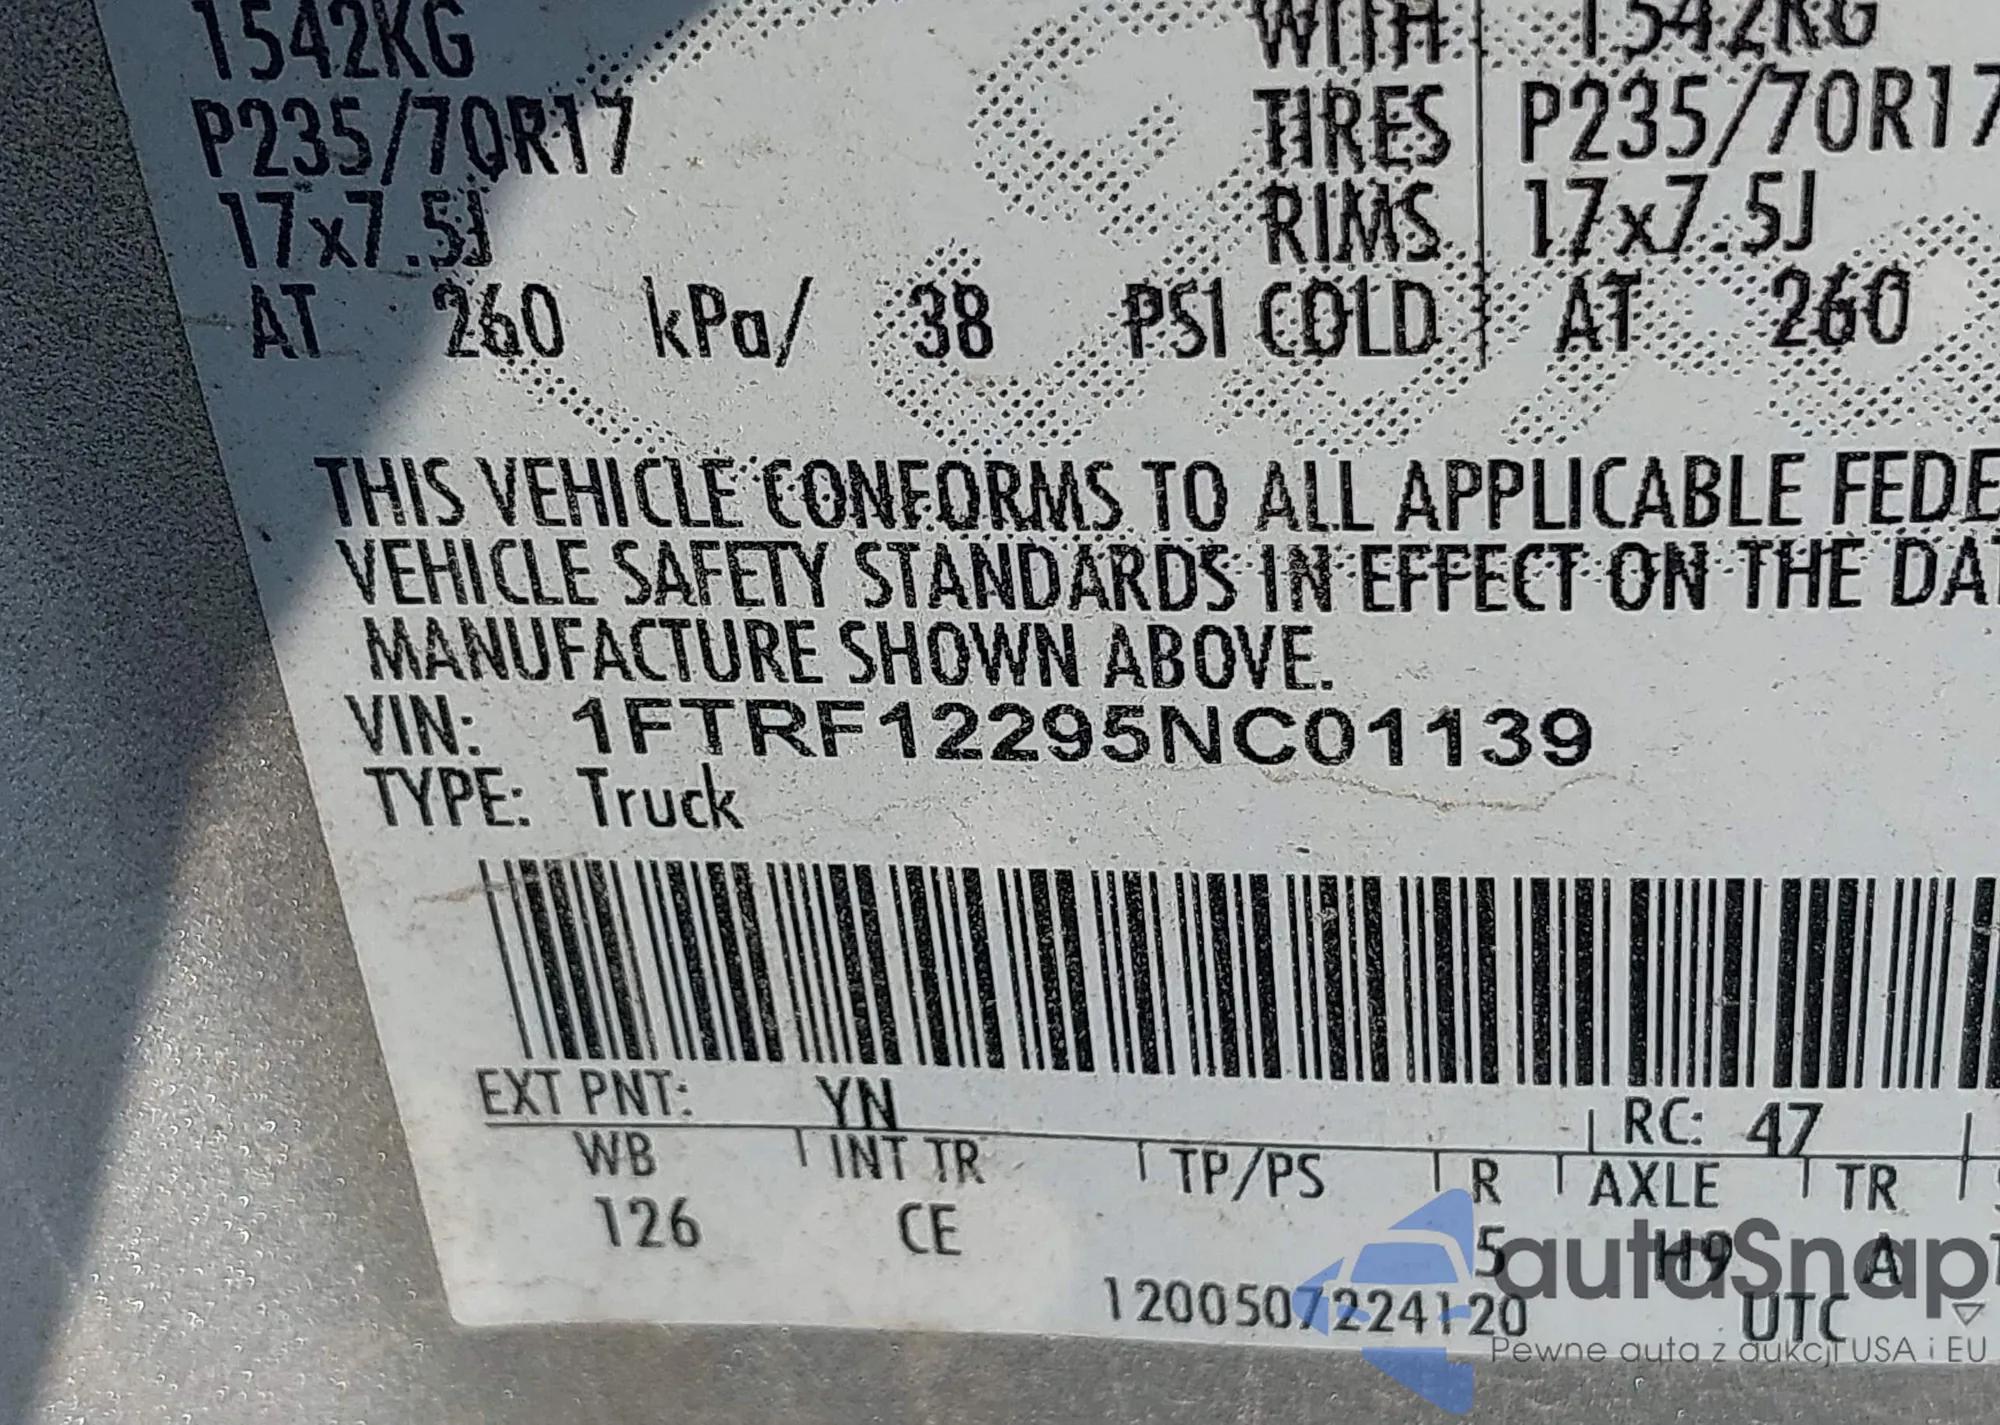 1542KG WITH 1542KG
P235/70R17 TIRES P235/70R17
17x7.5J RIMS 17x7.5J
AT 260 kPa/ 38 PSI COLD AT 260
THIS VEHICLE CONFORMS TO ALL APPLICABLE FEDE
VEHICLE SAFETY STANDARDS IN EFFECT ON THE DAT
MANUFACTURE SHOWN ABOVE.
VIN: 1FTRF12295NC01139
TYPE: Truck
EXT PNT: YN RC: 47
WB INT TR TP/PS R AXLE TR
126 CE 5 H9 A
1200507224120 UTC
autoSnap
Pewne auta z aukcji USA i EU